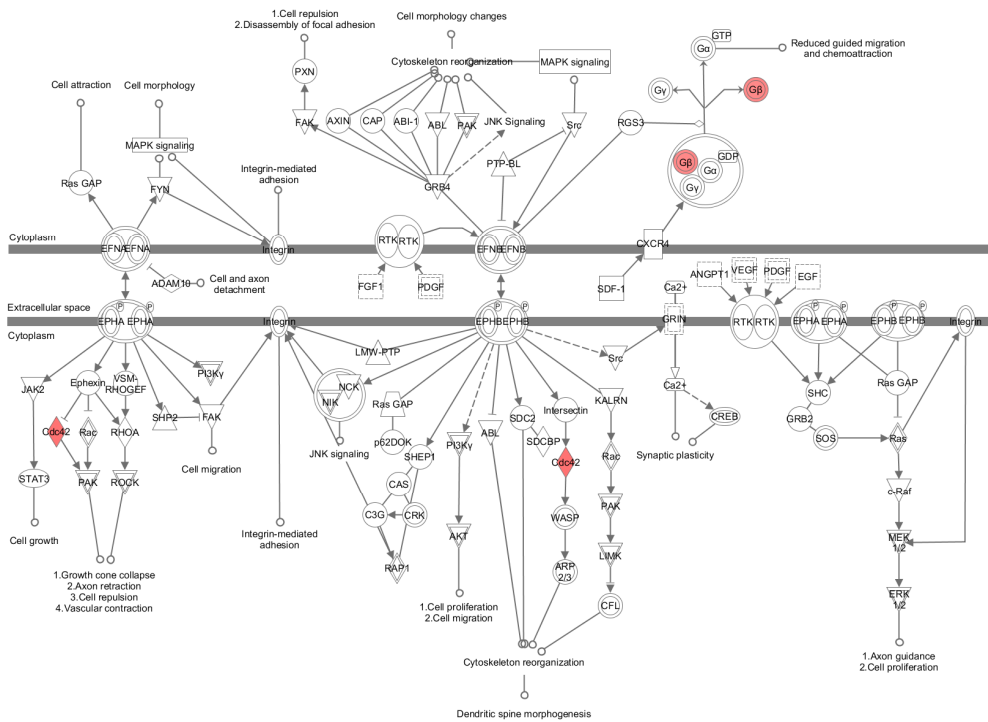 1.Cell repulsion
2.Disassembly of focal adhesion
Cell morphology changes
GTP
Gα
Reduced guided migration
and chemoattraction
PXN
Cytoskeleton reorganization
MAPK signaling
Cell attraction
Cell morphology
Gγ
Gβ
FAK
AXIN
CAP
ABI-1
ABL
PAK
JNK Signaling
Src
RGS3
MAPK signaling
PTP-BL
Gβ
GDP
Gα
Gγ
Ras GAP
FYN
Integrin-mediated
adhesion
GRB4
Cytoplasm
EFNA
EFNA
Integrin
RTK
RTK
EFNB
EFNB
CXCR4
ADAM10
Cell and axon
detachment
FGF1
PDGF
SDF-1
Ca2+
ANGPT1
VEGF
PDGF
EGF
Extracellular space
P
P
P
P
P
P
P
P
EPHA
EPHA
Integrin
EPHB
EPHB
GRIN
RTK
RTK
EPHA
EPHA
EPHB
EPHB
Integrin
Cytoplasm
LMW-PTP
Src
JAK2
Ephexin
VSM-
RHOGEF
PI3Kγ
NCK
NIK
Ras GAP
Ca2+
SHC
Ras GAP
Intersectin
KALRN
CREB
Cdc42
Rac
RHOA
SHP2
FAK
p62DOK
PI3Kγ
ABL
SDC2
SDCBP
GRB2
SOS
Ras
Cell migration
JNK signaling
SHEP1
Cdc42
Rac
Synaptic plasticity
STAT3
PAK
ROCK
CAS
C3G
CRK
WASP
PAK
c-Raf
Cell growth
Integrin-mediated
adhesion
RAP1
AKT
ARP
2/3
LIMK
MEK
1/2
1.Growth cone collapse
2.Axon retraction
3.Cell repulsion
4.Vascular contraction
1.Cell proliferation
2.Cell migration
CFL
ERK
1/2
Cytoskeleton reorganization
1.Axon guidance
2.Cell proliferation
Dendritic spine morphogenesis